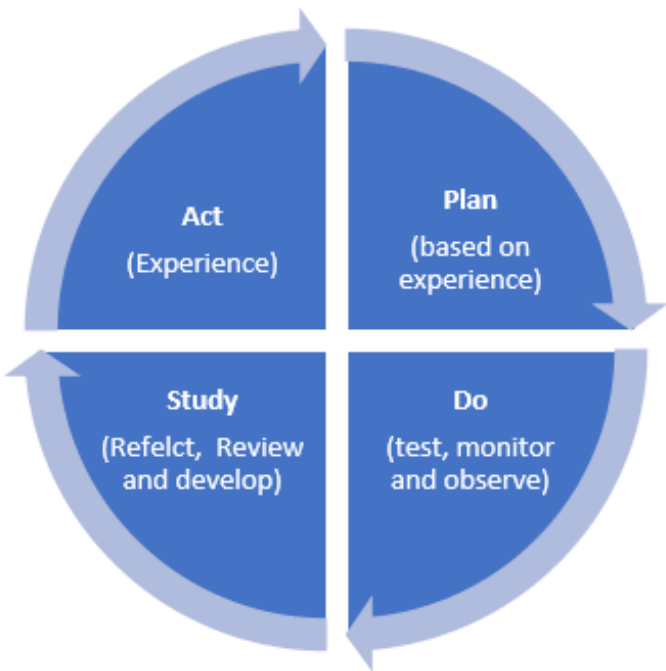 Act
(Experience)
Plan
(based on
experience)
Study
(Refelct,  Review
and develop)
Do
(test, monitor
and observe)